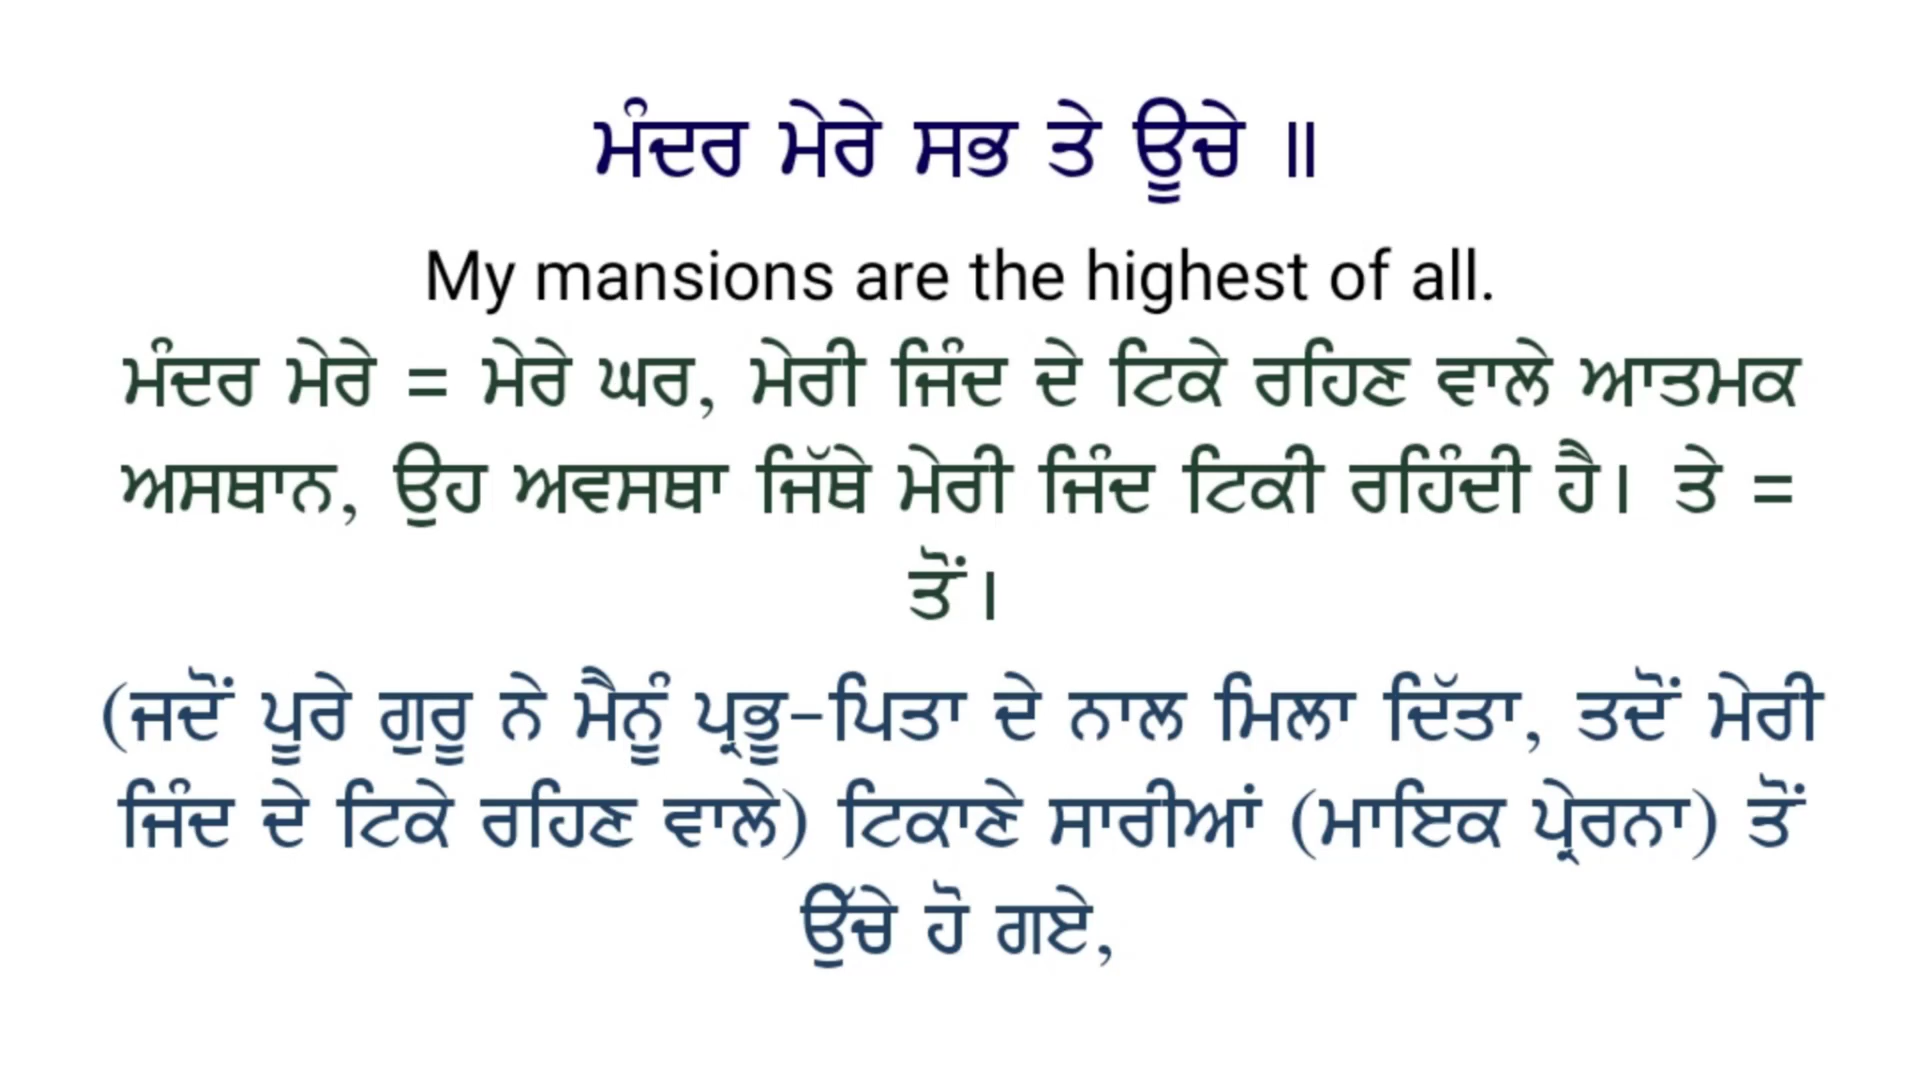 ਮੰਦਰ ਮੇਰੇ ਸਭ ਤੇ ਊਚੇ ॥
My mansions are the highest of all.
ਮੰਦਰ ਮੇਰੇ = ਮੇਰੇ ਘਰ, ਮੇਰੀ ਜਿੰਦ ਦੇ ਟਿਕੇ ਰਹਿਣ ਵਾਲੇ ਆਤਮਕ
ਅਸਥਾਨ, ਉਹ ਅਵਸਥਾ ਜਿੱਥੇ ਮੇਰੀ ਜਿੰਦ ਟਿਕੀ ਰਹਿੰਦੀ ਹੈ। ਤੇ =
ਤੋਂ।
(ਜਦੋਂ ਪੂਰੇ ਗੁਰੂ ਨੇ ਮੈਨੂੰ ਪ੍ਰਭੂ-ਪਿਤਾ ਦੇ ਨਾਲ ਮਿਲਾ ਦਿੱਤਾ, ਤਦੋਂ ਮੇਰੀ
ਜਿੰਦ ਦੇ ਟਿਕੇ ਰਹਿਣ ਵਾਲੇ) ਟਿਕਾਣੇ ਸਾਰੀਆਂ (ਮਾਇਕ ਪ੍ਰੇਰਨਾ) ਤੋਂ
ਉੱਚੇ ਹੋ ਗਏ,